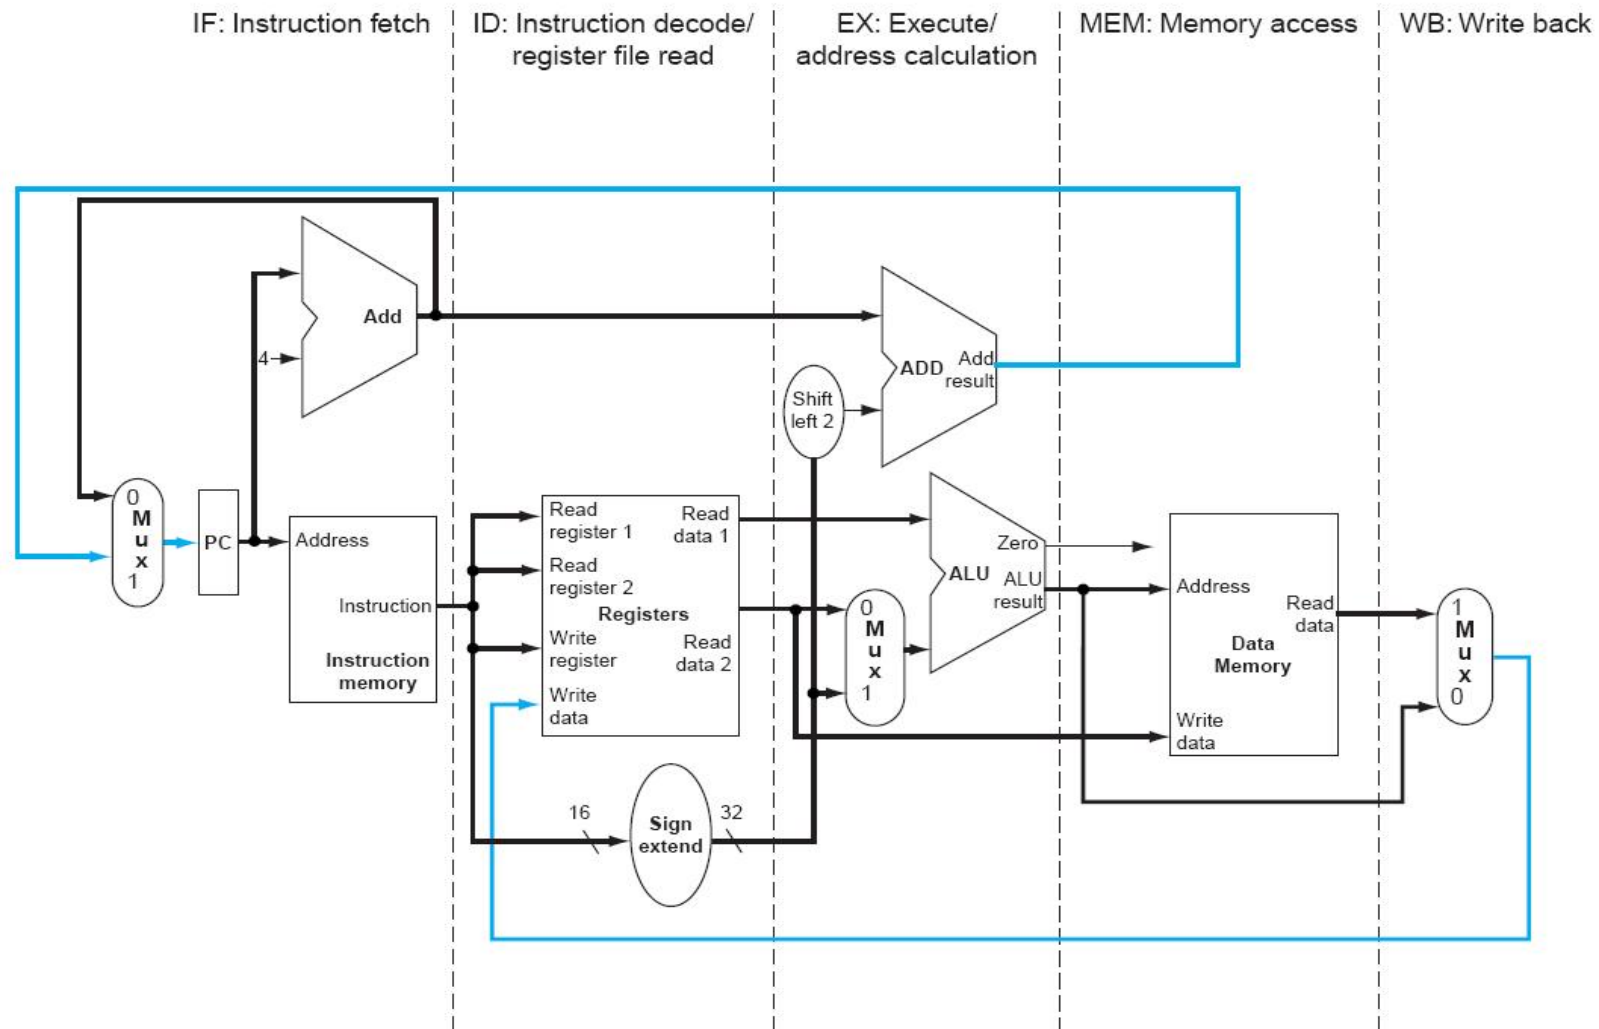 IF: Instruction fetch
ID: Instruction decode/
register file read
EX: Execute/
address calculation
MEM: Memory access
WB: Write back
Add
4
ADD
Add
result
Shift
left 2
0
M
u
x
1
PC
Address
Instruction
Instruction
memory
Read
register 1
Read
register 2
Registers
Write
register
Write
data
Read
data 1
Read
data 2
0
M
u
x
1
Zero
ALU
ALU
result
Address
Read
data
Data
Memory
Write
data
1
M
u
x
0
16
Sign
extend
32